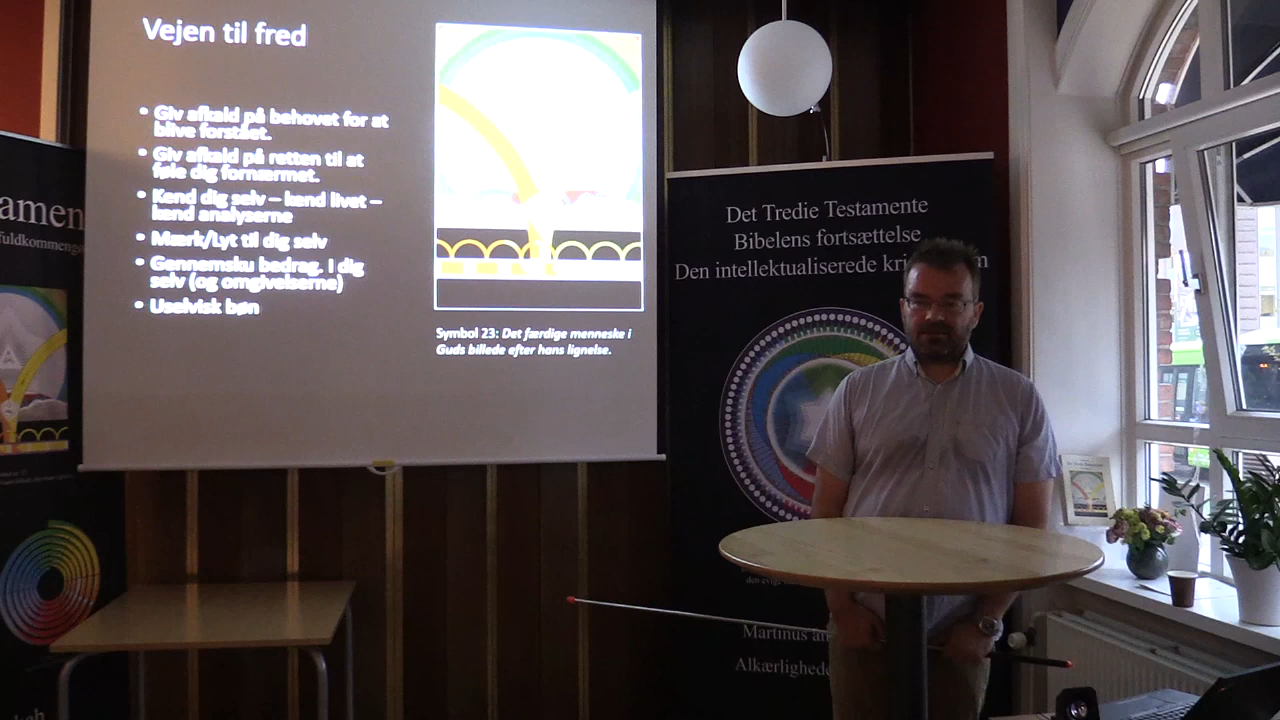 Vejen til fred
• Giv afkald på behovet for at
blive forstået.
• Giv afkald på retten til at
føle dig fornærmet.
• Kend dig selv – kend livet –
kend analyserne
• Mærk/Lyt til dig selv
• Gennemsku bedrag. I dig
selv (og omgivelserne)
• Uselvisk bøn
Symbol 23: Det færdige menneske i
Guds billede efter hans lignelse.
Det Tredie Testamente
Bibelens fortsættelse
Den intellektualiserede
Martinus